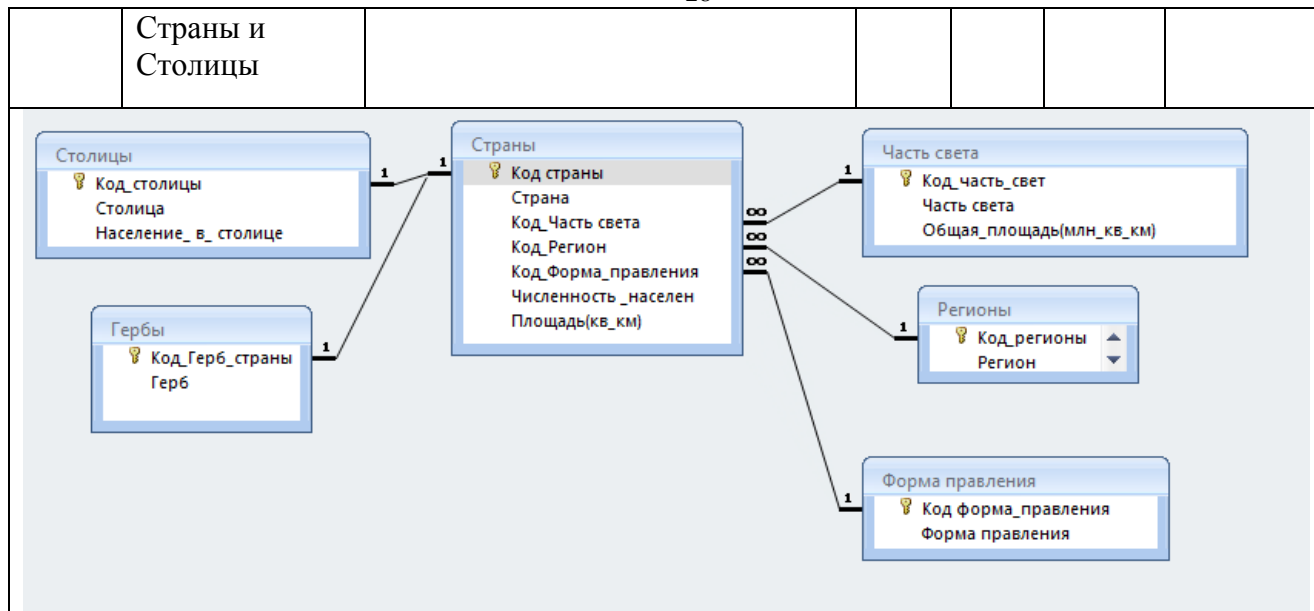 Страны и
Столицы
Столицы
Код_столицы
Столица
Население_ в_ столице
1
Гербы
Код_Герб_страны
Герб
1
1
Страны
Код страны
Страна
Код_Часть света
Код_Регион
Код_Форма_правления
Численность _населен
Площадь(кв_км)
∞
∞
∞
Часть света
Код_часть_свет
Часть света
Общая_площадь(млн_кв_км)
1
Регионы
Код_регионы
Регион
1
Форма правления
Код форма_правления
Форма правления
1